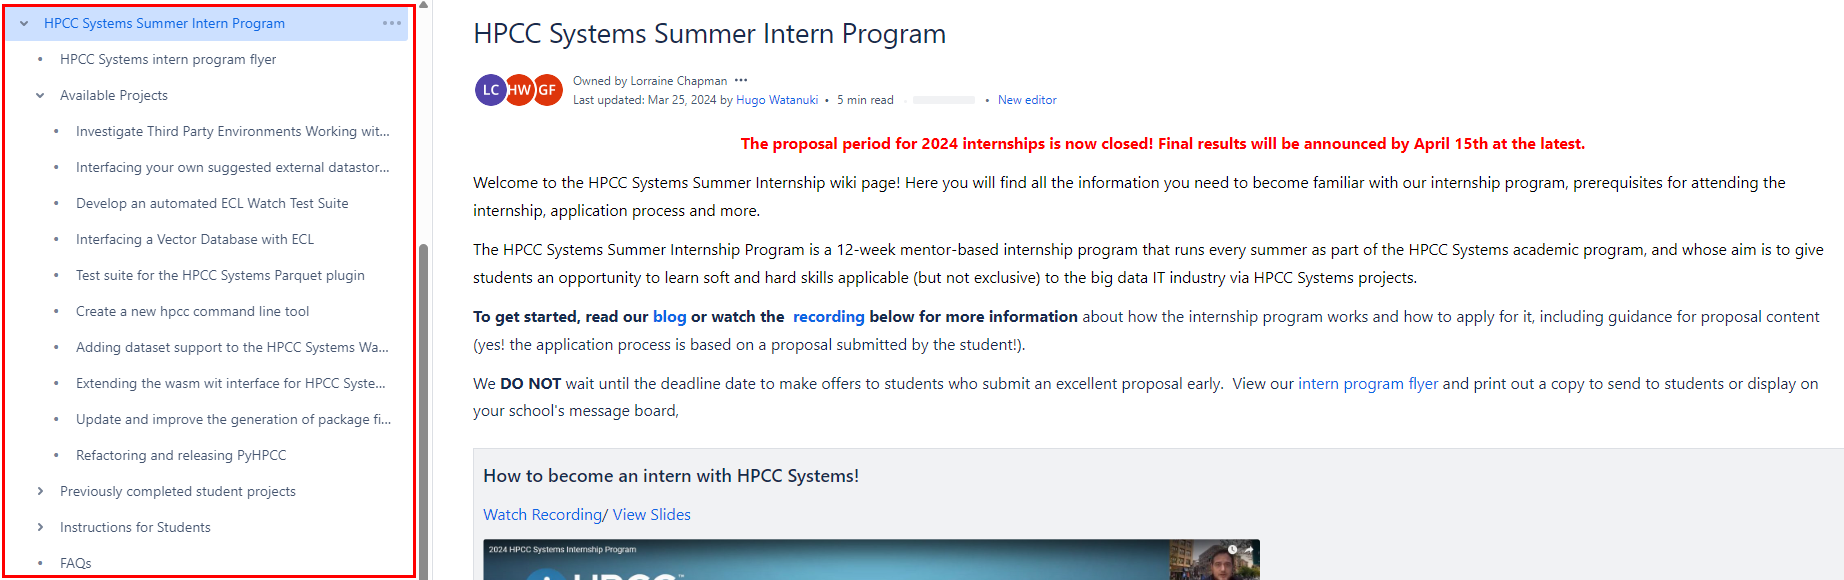 HPCC Systems Summer Intern Program
HPCC Systems intern program flyer
Available Projects
Investigate Third Party Environments Working wit...
Interfacing your own suggested external datastor...
Develop an automated ECL Watch Test Suite
Interfacing a Vector Database with ECL
Test suite for the HPCC Systems Parquet plugin
Create a new hpcc command line tool
Adding dataset support to the HPCC Systems Wa...
Extending the wasm wit interface for HPCC Syste...
Update and improve the generation of package fi...
Refactoring and releasing PyHPCC
Previously completed student projects
Instructions for Students
FAQs
HPCC Systems Summer Intern Program
LC HW GF
Owned by Lorraine Chapman •••
Last updated: Mar 25, 2024 by Hugo Watanuki • 5 min read • New editor
The proposal period for 2024 internships is now closed! Final results will be announced by April 15th at the latest.
Welcome to the HPCC Systems Summer Internship wiki page! Here you will find all the information you need to become familiar with our internship program, prerequisites for attending the
internship, application process and more.
The HPCC Systems Summer Internship Program is a 12-week mentor-based internship program that runs every summer as part of the HPCC Systems academic program, and whose aim is to give
students an opportunity to learn soft and hard skills applicable (but not exclusive) to the big data IT industry via HPCC Systems projects.
To get started, read our blog or watch the recording below for more information about how the internship program works and how to apply for it, including guidance for proposal content
(yes! the application process is based on a proposal submitted by the student!).
We DO NOT wait until the deadline date to make offers to students who submit an excellent proposal early. View our intern program flyer and print out a copy to send to students or display on
your school's message board,
How to become an intern with HPCC Systems!
Watch Recording/ View Slides
2024 HPCC Systems Internship Program
HPCC™